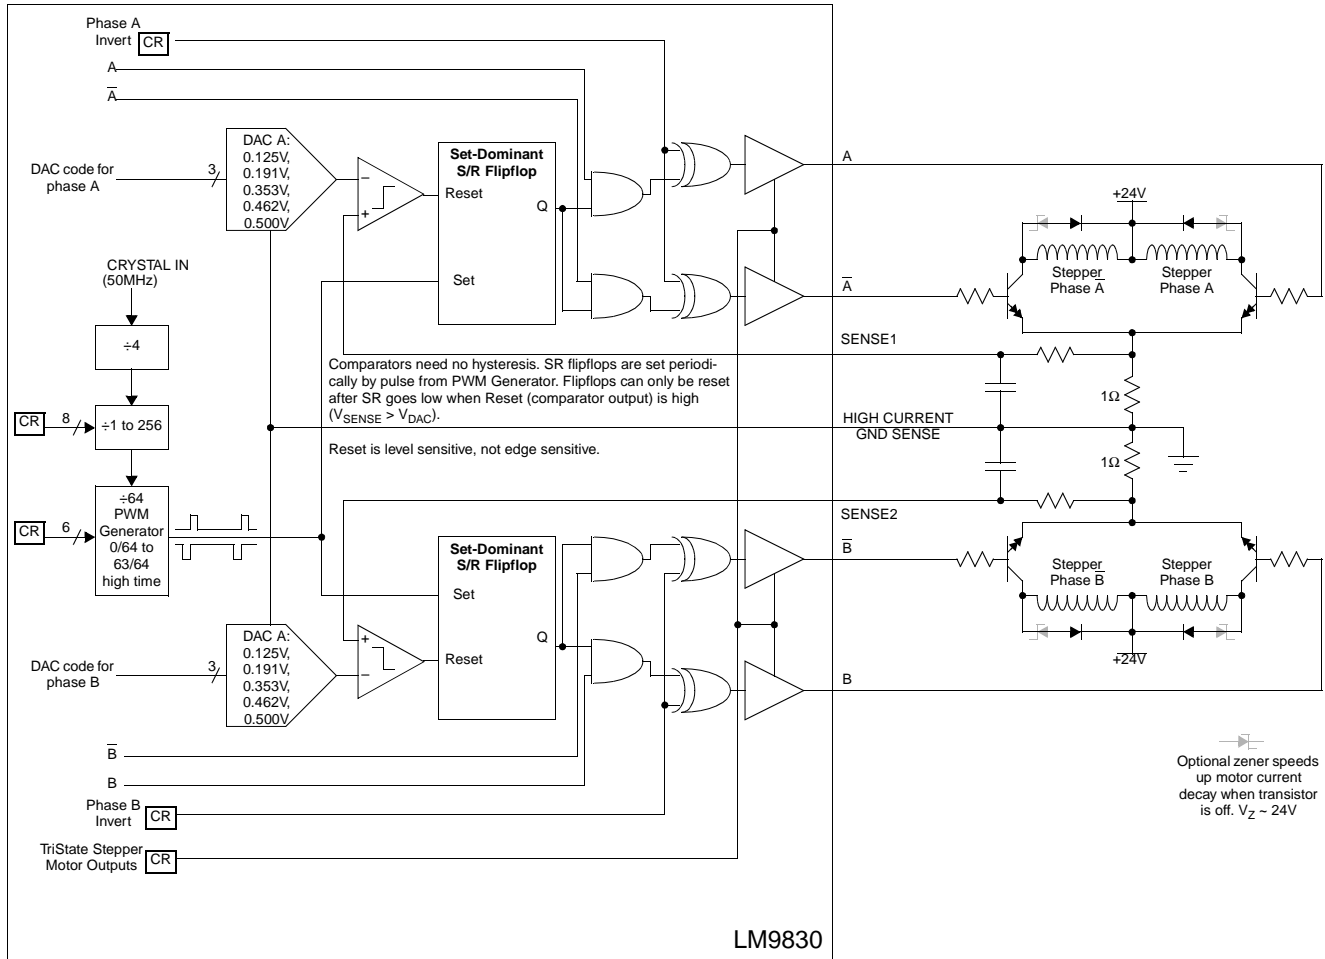 Phase A
Invert CR
A
A̅
DAC code for
phase A
3
DAC A:
0.125V,
0.191V,
0.353V,
0.462V,
0.500V
−
+
Set-Dominant
S/R Flipflop
Reset
Q
Set
A
A̅
+24V
Stepper
Phase A̅
Stepper
Phase A
CRYSTAL IN
(50MHz)
÷4
CR
8
÷1 to 256
CR
6
÷64
PWM
Generator
0/64 to
63/64
high time
Comparators need no hysteresis. SR flipflops are set periodi-
cally by pulse from PWM Generator. Flipflops can only be reset
after SR goes low when Reset (comparator output) is high
(V_SENSE > V_DAC).
Reset is level sensitive, not edge sensitive.
SENSE1
1Ω
HIGH CURRENT
GND SENSE
1Ω
SENSE2
Set-Dominant
S/R Flipflop
Set
Q
Reset
B̅
B
Stepper
Phase B̅
Stepper
Phase B
+24V
DAC code for
phase B
3
DAC A:
0.125V,
0.191V,
0.353V,
0.462V,
0.500V
+
−
B̅
B
Phase B
Invert CR
TriState Stepper
Motor Outputs CR
Optional zener speeds
up motor current
decay when transistor
is off. V_Z ~ 24V
LM9830